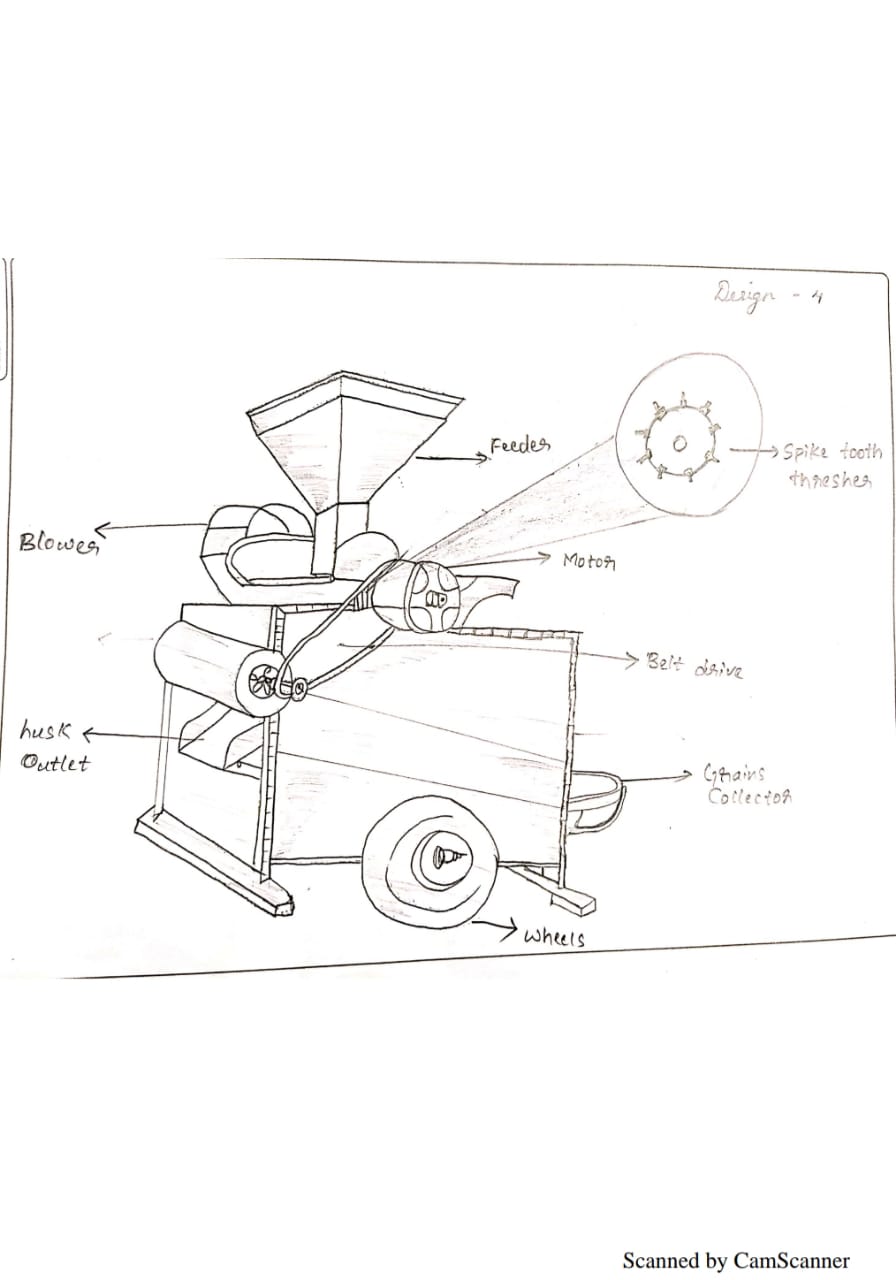 Design - 4
Feeder
Spike tooth
thresher
Blower
Motor
Belt drive
husk
Outlet
Grains
Collector
Wheels
Scanned by CamScanner